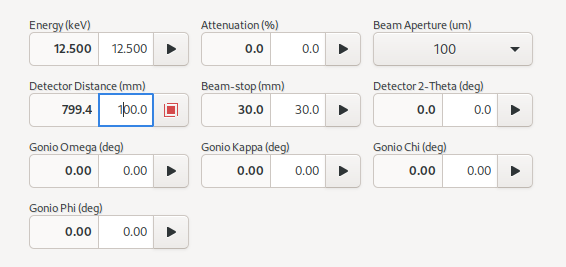 Energy (keV) Attenuation (%) Beam Aperture (um)
12.500 12.500 0.0 0.0 100
Detector Distance (mm) Beam-stop (mm) Detector 2-Theta (deg)
799.4 100.0 30.0 30.0 0.0 0.0
Gonio Omega (deg) Gonio Kappa (deg) Gonio Chi (deg)
0.00 0.00 0.00 0.00 0.00 0.00
Gonio Phi (deg)
0.00 0.00